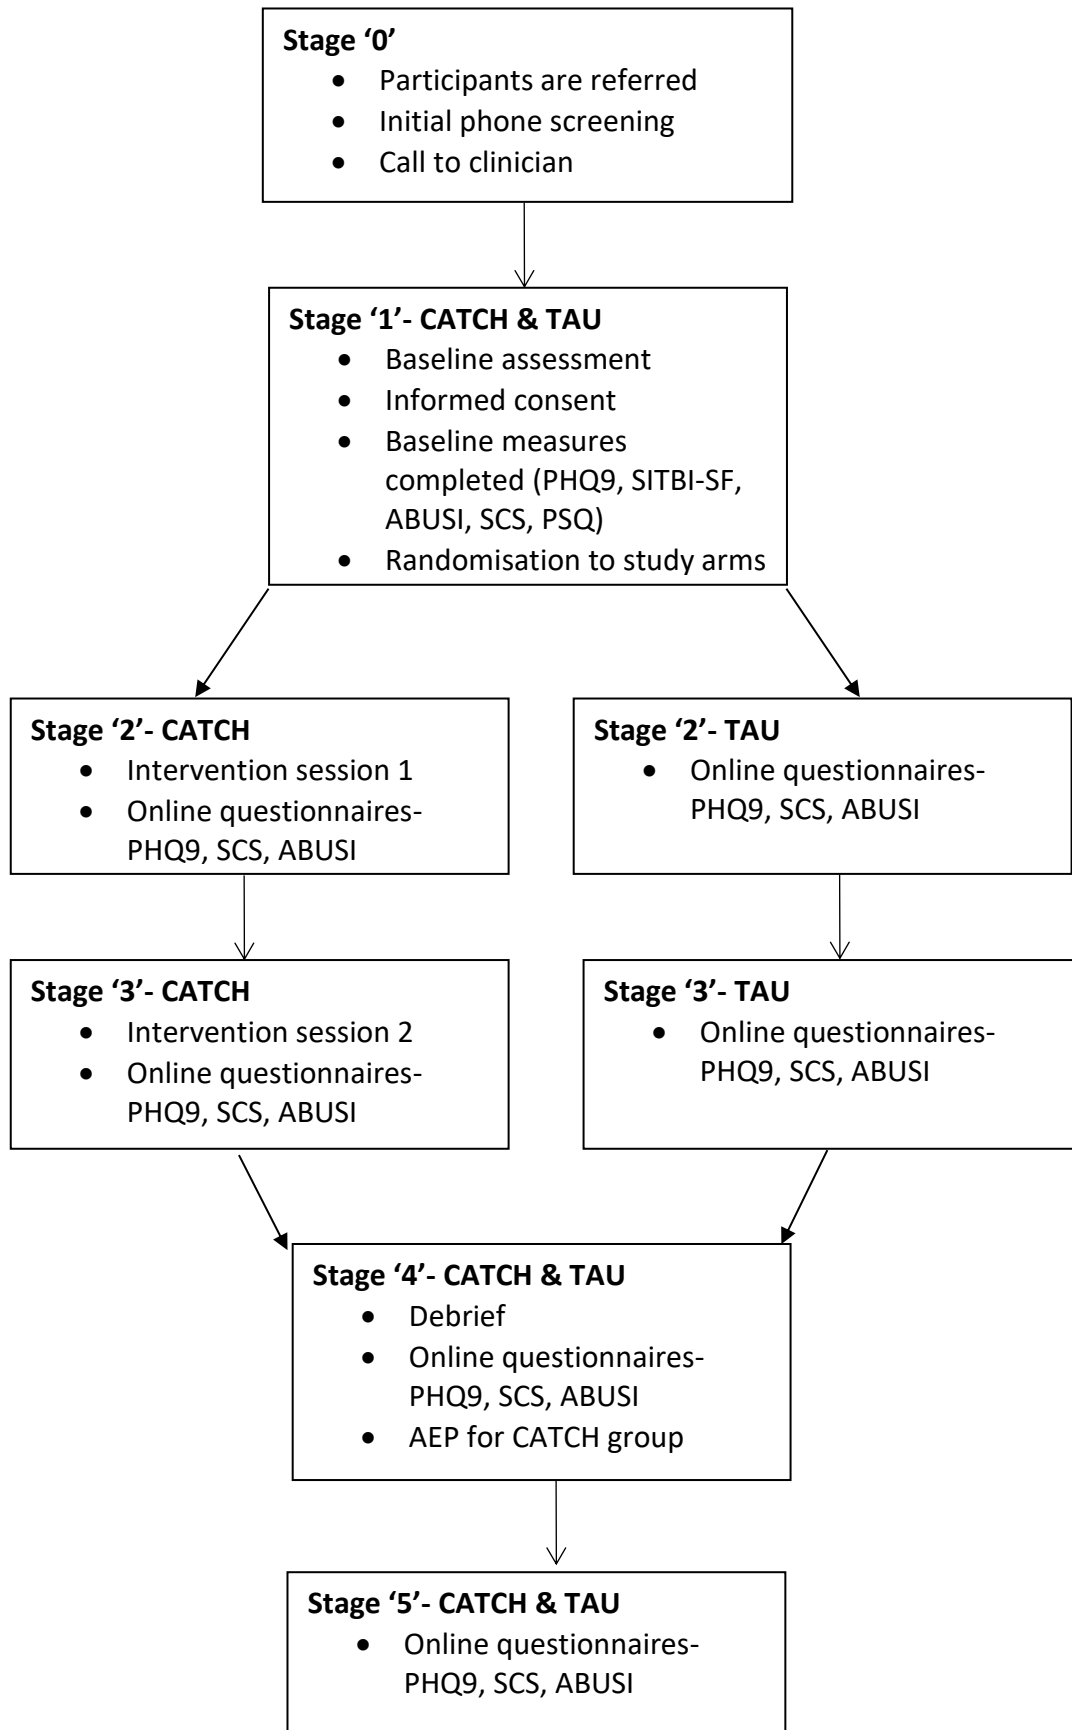 Stage ‘0’
• Participants are referred
• Initial phone screening
• Call to clinician
Stage ‘1’- CATCH & TAU
• Baseline assessment
• Informed consent
• Baseline measures
completed (PHQ9, SITBI-SF,
ABUSI, SCS, PSQ)
• Randomisation to study arms
Stage ‘2’- CATCH
• Intervention session 1
• Online questionnaires-
PHQ9, SCS, ABUSI
Stage ‘2’- TAU
• Online questionnaires-
PHQ9, SCS, ABUSI
Stage ‘3’- CATCH
• Intervention session 2
• Online questionnaires-
PHQ9, SCS, ABUSI
Stage ‘3’- TAU
• Online questionnaires-
PHQ9, SCS, ABUSI
Stage ‘4’- CATCH & TAU
• Debrief
• Online questionnaires-
PHQ9, SCS, ABUSI
• AEP for CATCH group
Stage ‘5’- CATCH & TAU
• Online questionnaires-
PHQ9, SCS, ABUSI